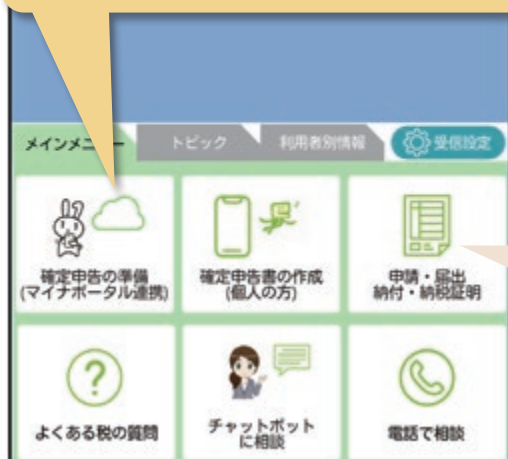 メインメニュー
トピック
利用者別情報
受信設定
確定申告の準備
(マイナポータル連携)
確定申告書の作成
(個人の方)
申請・届出
納付・納税証明
?
よくある税の質問
チャットボット
に相談
電話で相談